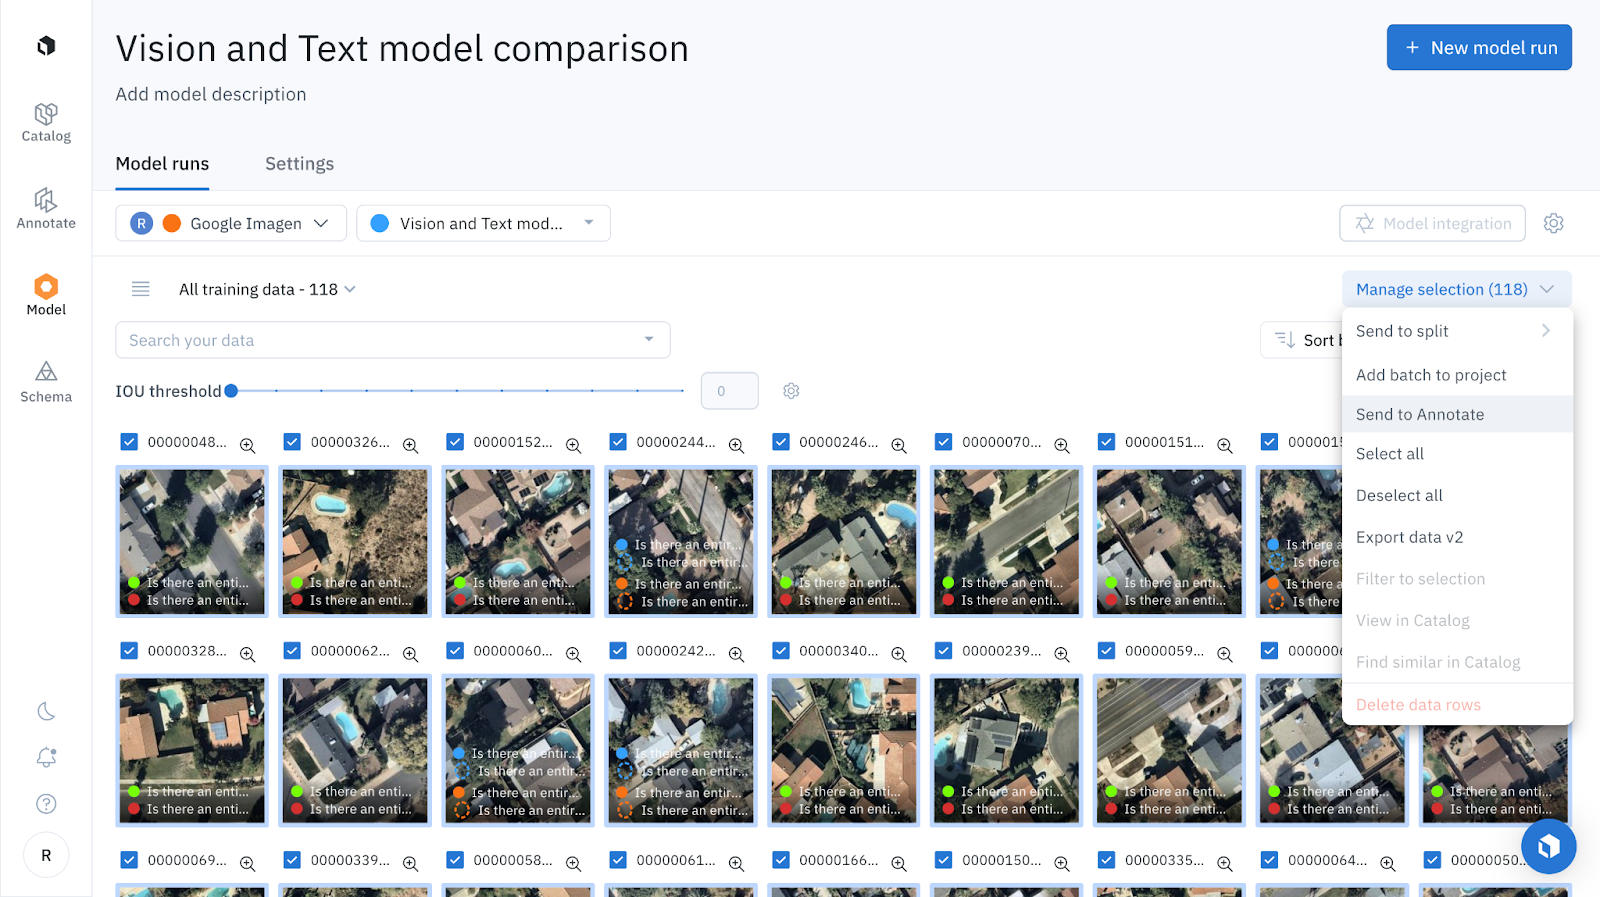 Vision and Text model comparison
+ New model run
Add model description
Catalog
Model runs
Settings
Annotate
R
Google Imagen
Vision and Text mod...
Model integration
Model
All training data - 118
Manage selection (118)
Search your data
Sort b
Schema
IOU threshold
0
Send to split
Add batch to project
Send to Annotate
Select all
Deselect all
Export data v2
Filter to selection
View in Catalog
Find similar in Catalog
Delete data rows
00000048... 00000326... 00000152... 00000244... 00000246... 00000070... 00000151... 0000015
Is there an entir... Is there a
Is there an entir... Is there
Is there an enti... Is there an enti... Is there an enti... Is there an entir... Is there an enti... Is there an enti... Is there an enti... Is there a
Is there an enti... Is there an enti... Is there an enti... Is there an entir... Is there an enti... Is there an enti... Is there an enti... Is there
00000328... 00000062... 00000060... 00000242... 00000340... 00000239... 00000059... 000000
Is there an entir... Is there an entir...
Is there an entir... Is there an entir...
Is there an enti... Is there an enti... Is there an entir... Is there an entir... Is there an enti... Is there an enti... Is there an enti... Is there an enti... Is there an enti...
Is there an enti... Is there an enti... Is there an entir... Is there an entir... Is there an enti... Is there an enti... Is there an enti... Is there an enti... Is there an enti...
R
00000069... 00000339... 00000058... 00000061... 00000166... 00000150... 00000335... 00000064... 00000050...